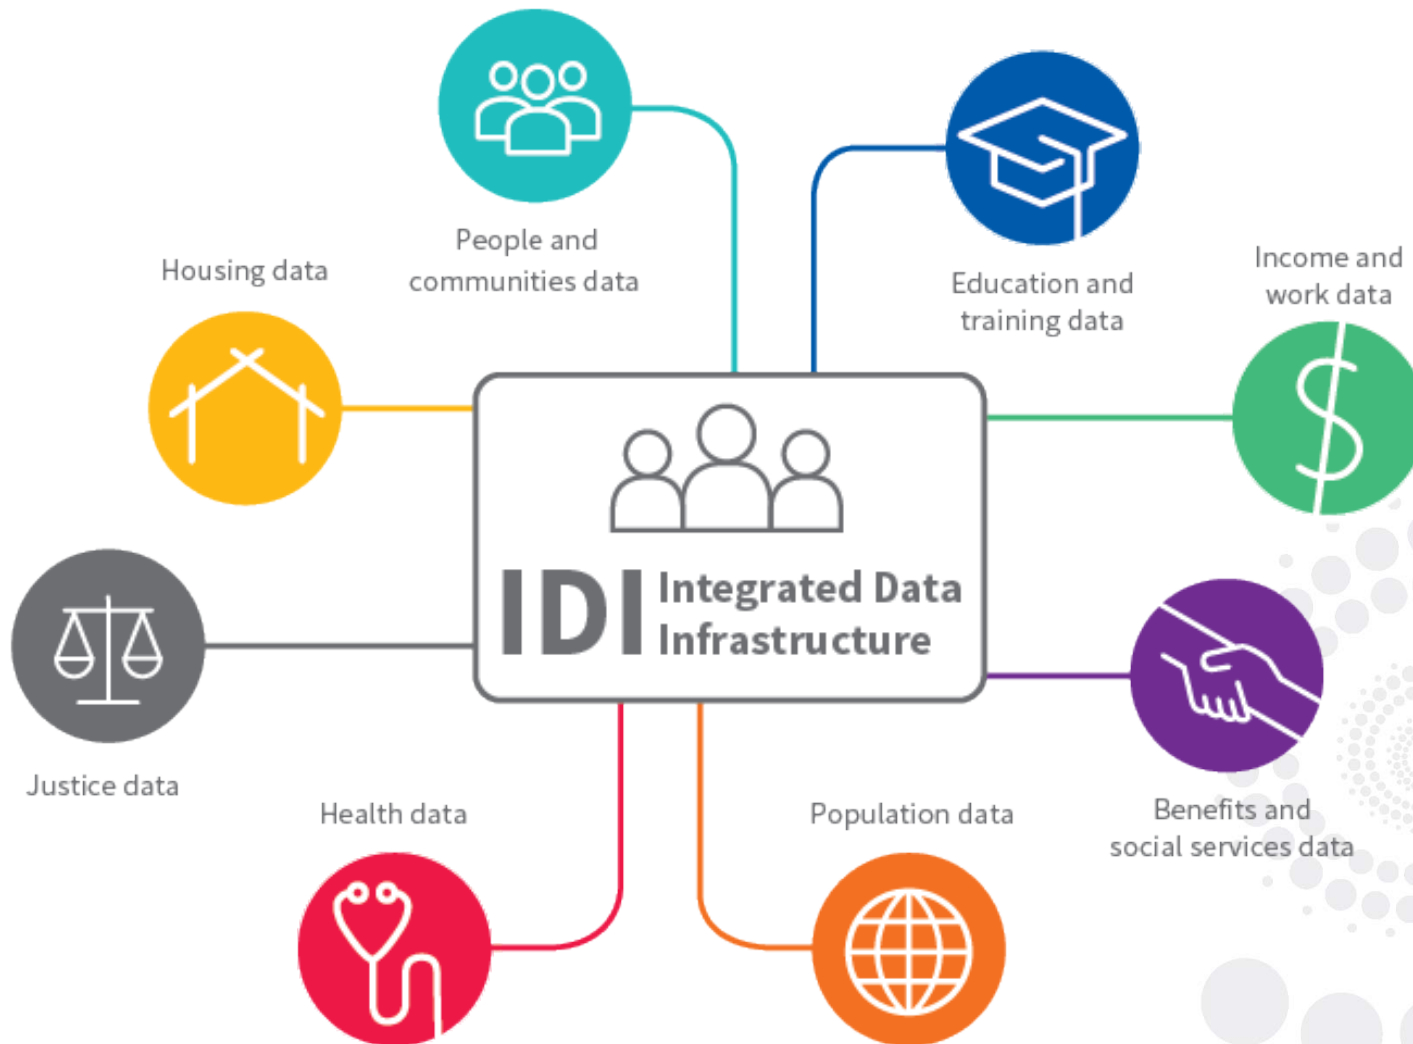 People and
communities data
Education and
training data
Housing data
Income and
work data
IDI
Integrated Data
Infrastructure
Justice data
Health data
Population data
Benefits and
social services data